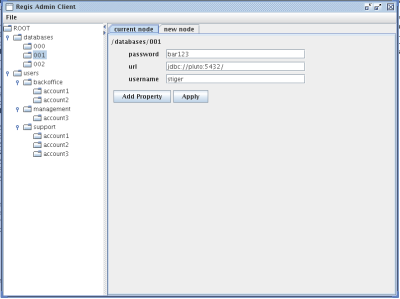 Regis Admin Client
File
ROOT
databases
000
001
002
users
backoffice
account1
account2
management
account3
support
account1
account2
account3
current node new node
/databases/001
password bar123
url jdbc://pluto:5432/
username stiger
Add Property Apply